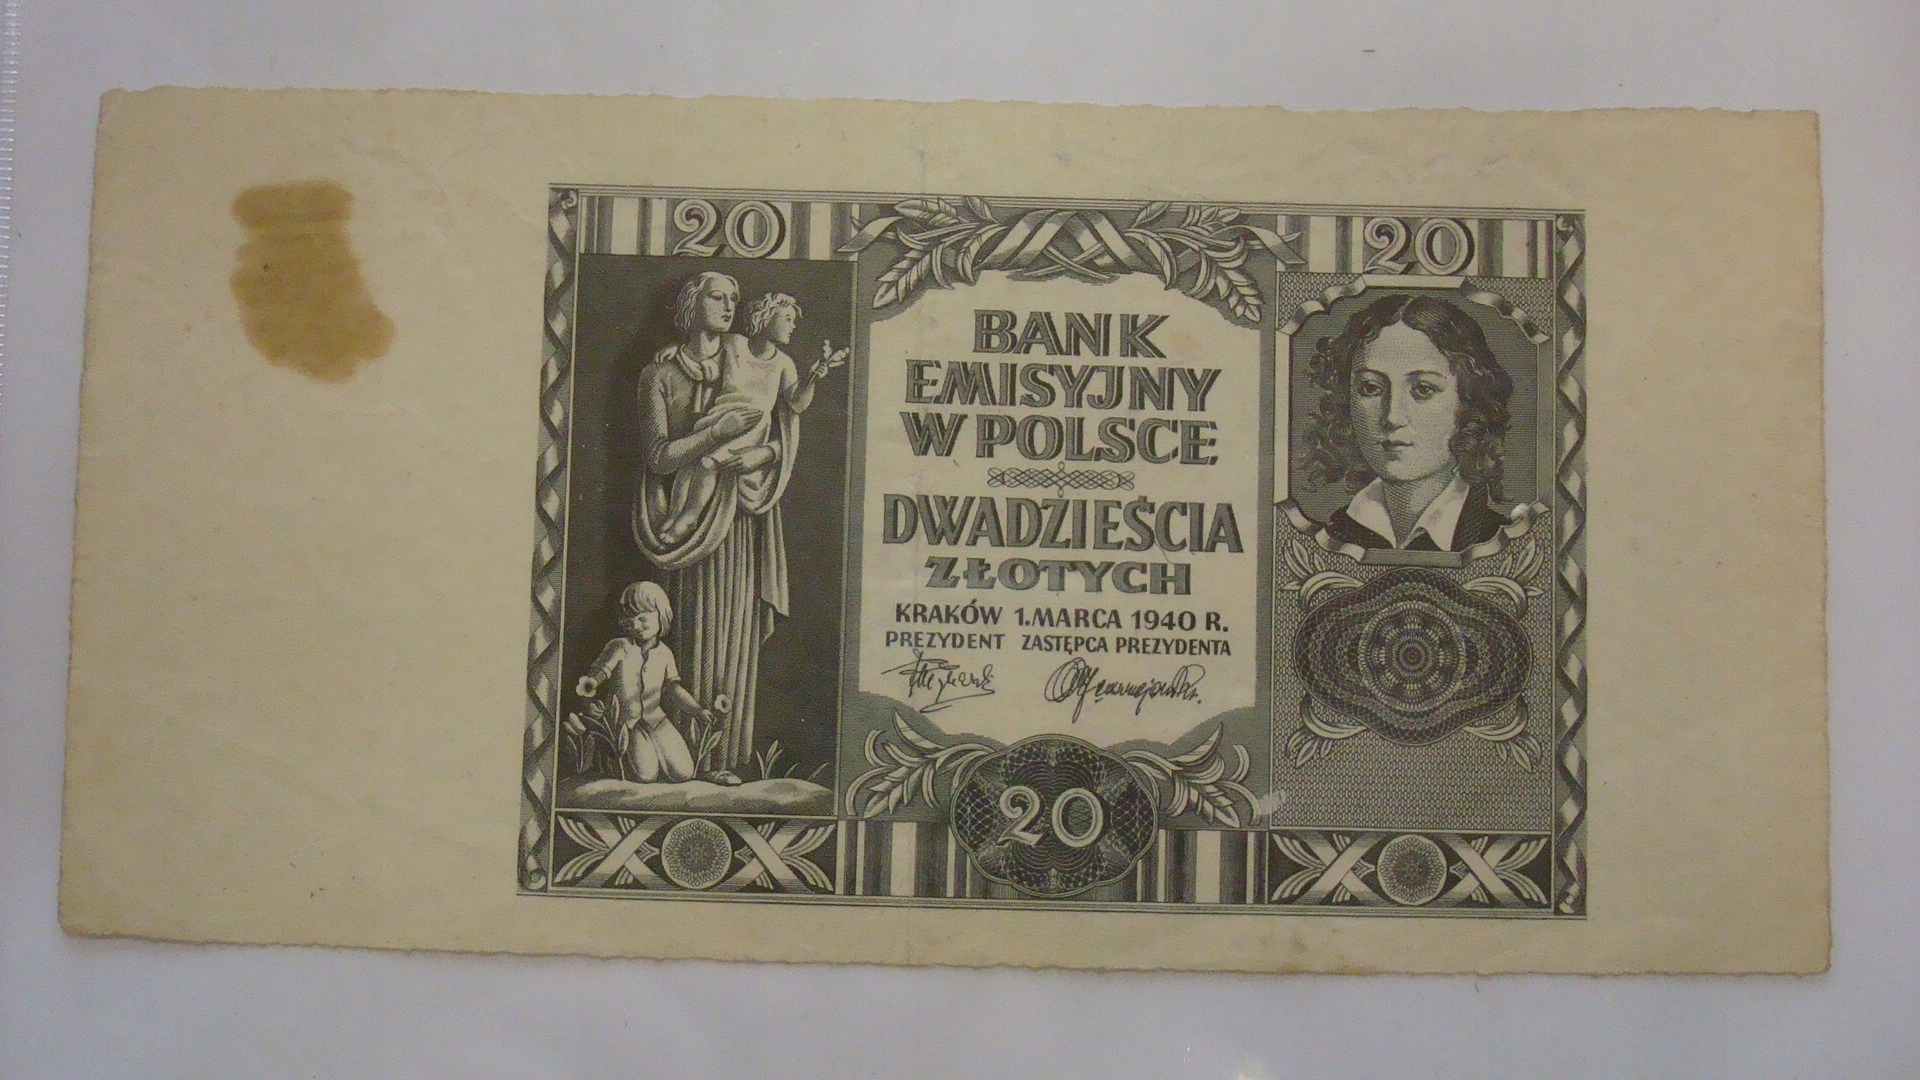 20 20
BANK
EMISYJNY
W POLSCE
DWADZIEŚCIA
ZŁOTYCH
KRAKÓW 1.MARCA 1940 R.
PREZYDENT ZASTĘPCA PREZYDENTA
20